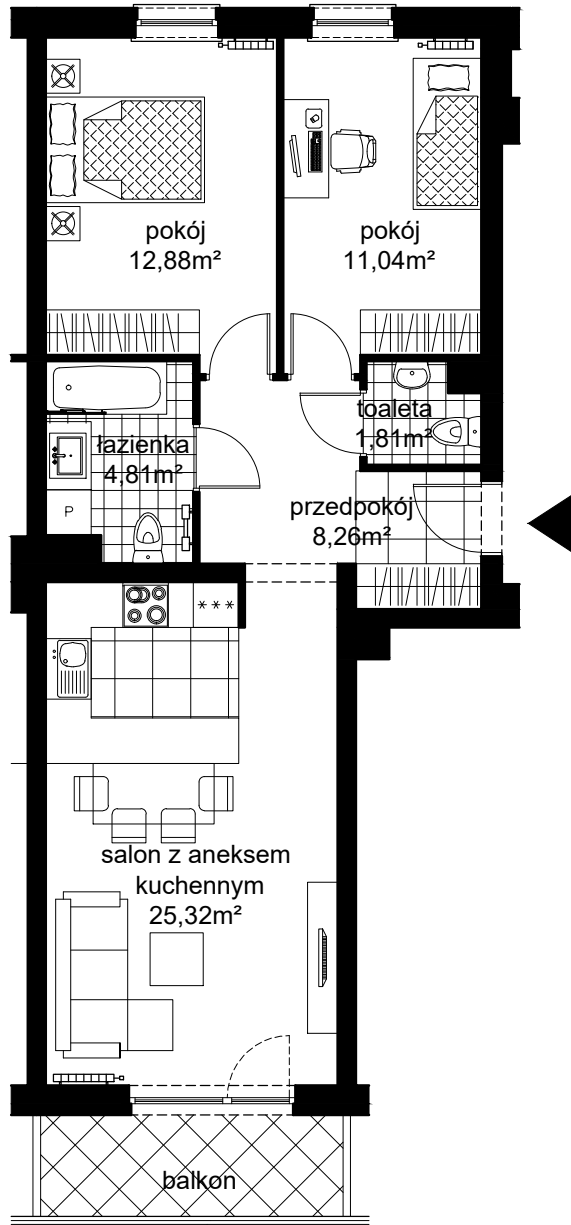 pokój
12,88m²
pokój
11,04m²
toaleta
1,81m²
łazienka
4,81m²
P
przedpokój
8,26m²
***
salon z aneksem
kuchennym
25,32m²
balkon